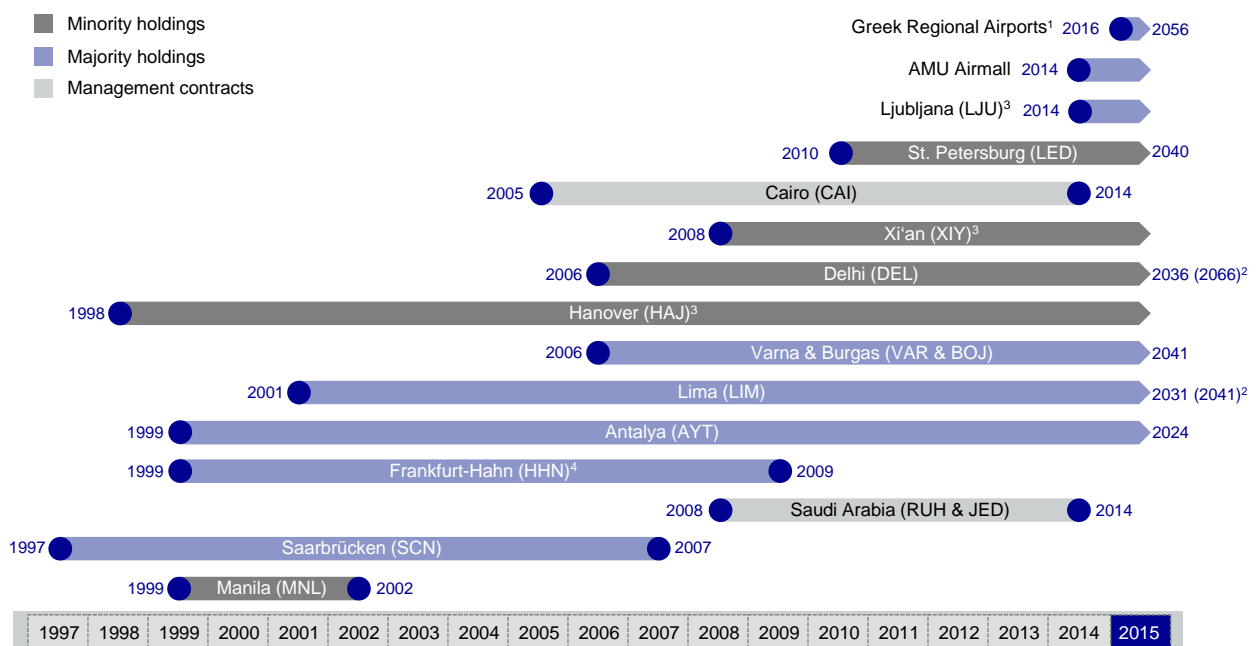 Minority holdings
Majority holdings
Management contracts
Greek Regional Airports¹ 2016 2056
AMU Airmall 2014
Ljubljana (LJU)³ 2014
2010 St. Petersburg (LED) 2040
2005 Cairo (CAI) 2014
2008 Xi‘an (XIY)³
2006 Delhi (DEL) 2036 (2066)²
1998 Hanover (HAJ)³
2006 Varna & Burgas (VAR & BOJ) 2041
2001 Lima (LIM) 2031 (2041)²
1999 Antalya (AYT) 2024
1999 Frankfurt-Hahn (HHN)⁴ 2009
2008 Saudi Arabia (RUH & JED) 2014
1997 Saarbrücken (SCN) 2007
1999 Manila (MNL) 2002
1997 1998 1999 2000 2001 2002 2003 2004 2005 2006 2007 2008 2009 2010 2011 2012 2013 2014 2015